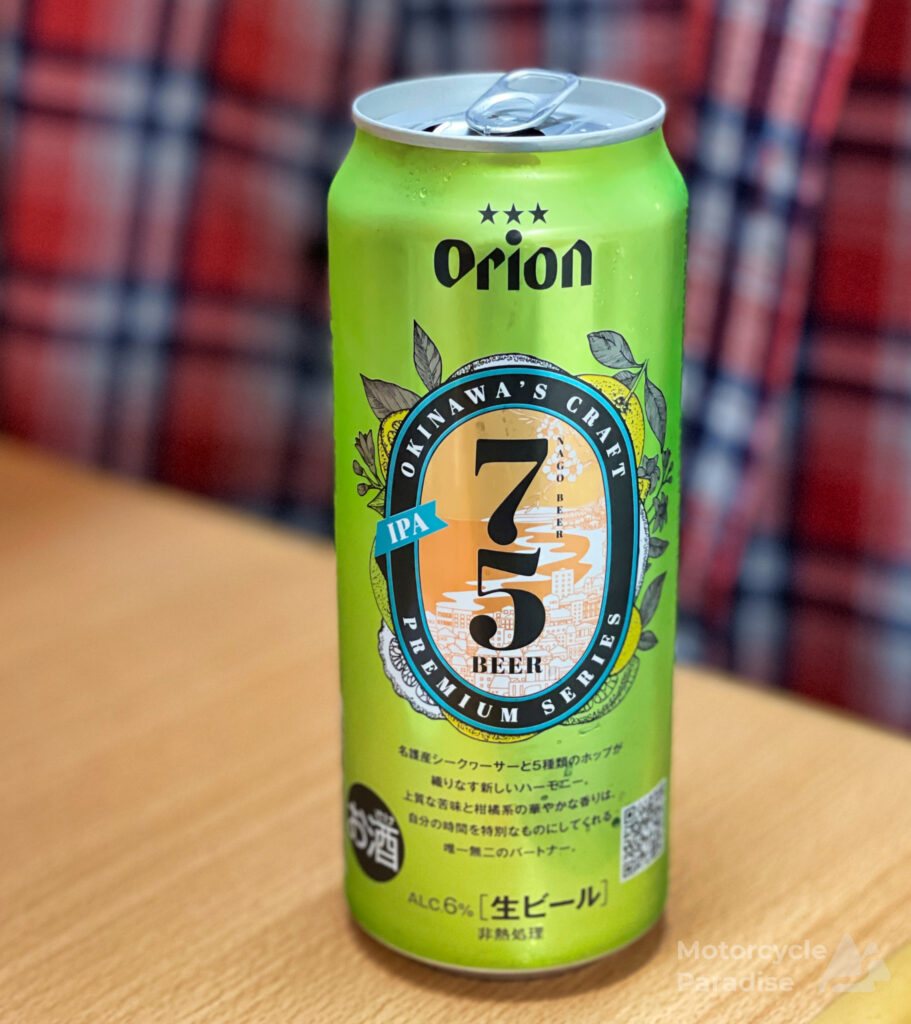 ★★★
Orion
OKINAWA'S CRAFT
75
NAGO BEER
IPA
BEER
PREMIUM SERIES
名護産シークヮーサーと5種類のホップが
織りなす新しいハーモニー。
上質な苦味と柑橘系の華やかな香りは、
自分の時間を特別なものにしてくれる
唯一無二のパートナー。
お酒
ALC.6% [生ビール]
非熱処理
Motorcycle
Paradise